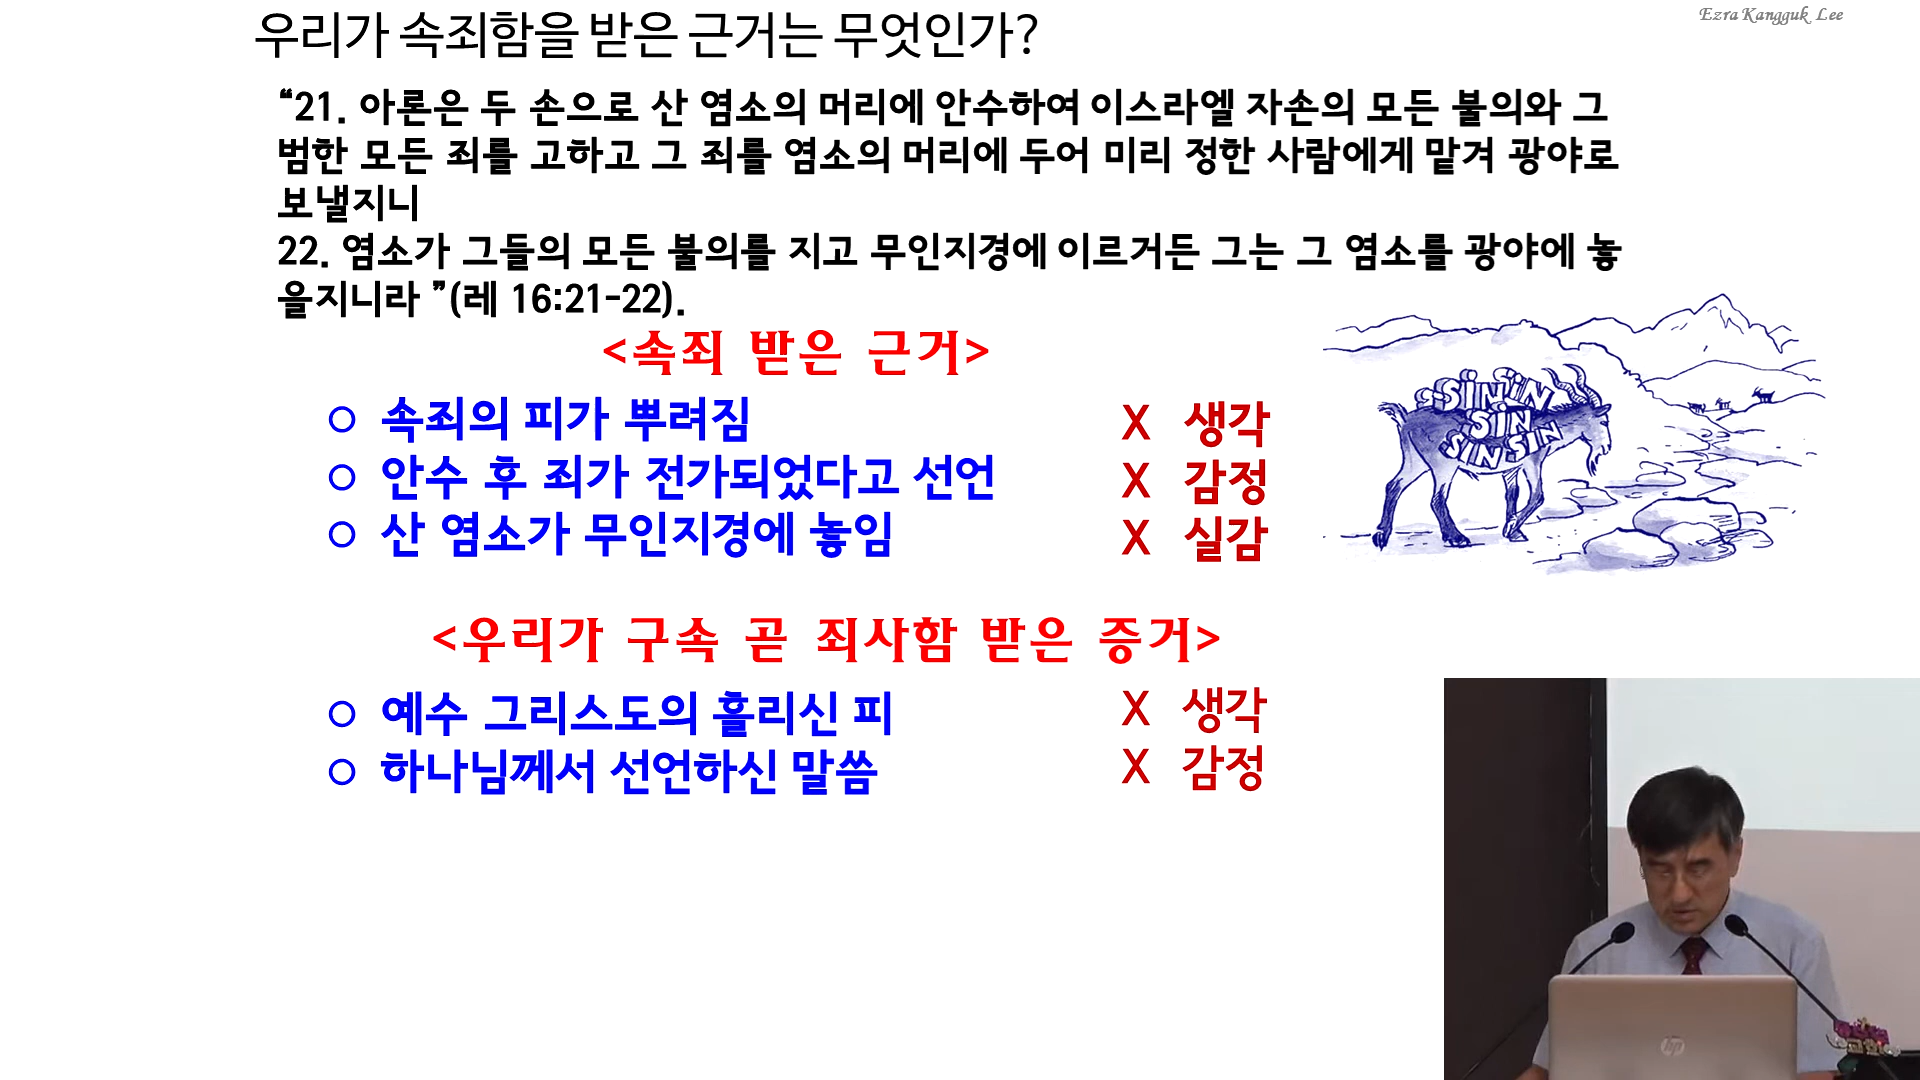 Ezra Kangguk Lee
우리가 속죄함을 받은 근거는 무엇인가?
“21. 아론은 두 손으로 산 염소의 머리에 안수하여 이스라엘 자손의 모든 불의와 그
범한 모든 죄를 고하고 그 죄를 염소의 머리에 두어 미리 정한 사람에게 맡겨 광야로
보낼지니
22. 염소가 그들의 모든 불의를 지고 무인지경에 이르거든 그는 그 염소를 광야에 놓
을지니라 ”(레 16:21-22).
<속죄 받은 근거>
○ 속죄의 피가 뿌려짐 X 생각
○ 안수 후 죄가 전가되었다고 선언 X 감정
○ 산 염소가 무인지경에 놓임 X 실감
SIN SIN
SIN
SIN SIN
<우리가 구속 곧 죄사함 받은 증거>
○ 예수 그리스도의 흘리신 피 X 생각
○ 하나님께서 선언하신 말씀 X 감정
hp